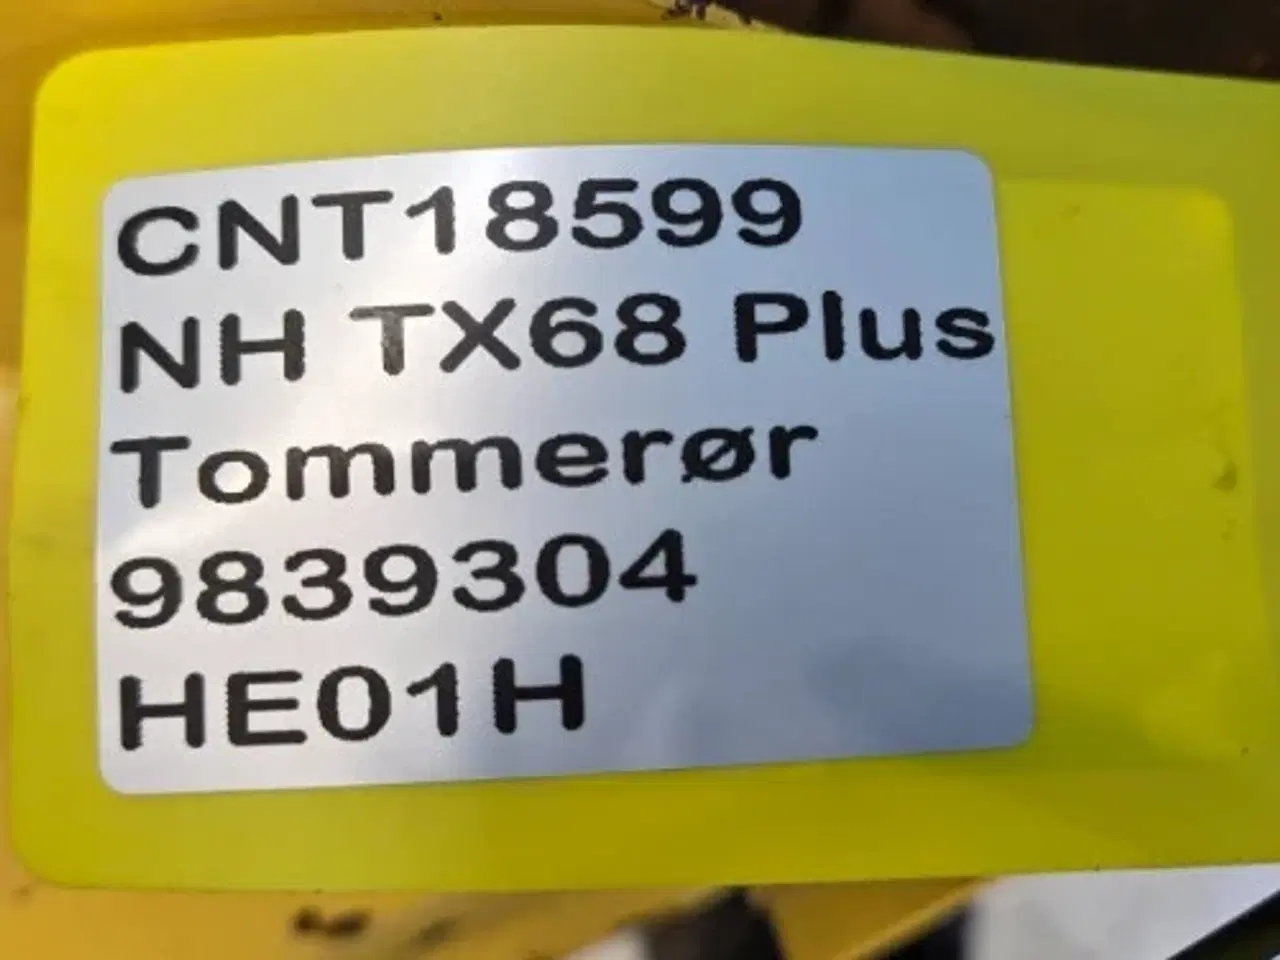 CNT18599
NH TX68 Plus
Tommerør
9839304
HE01H